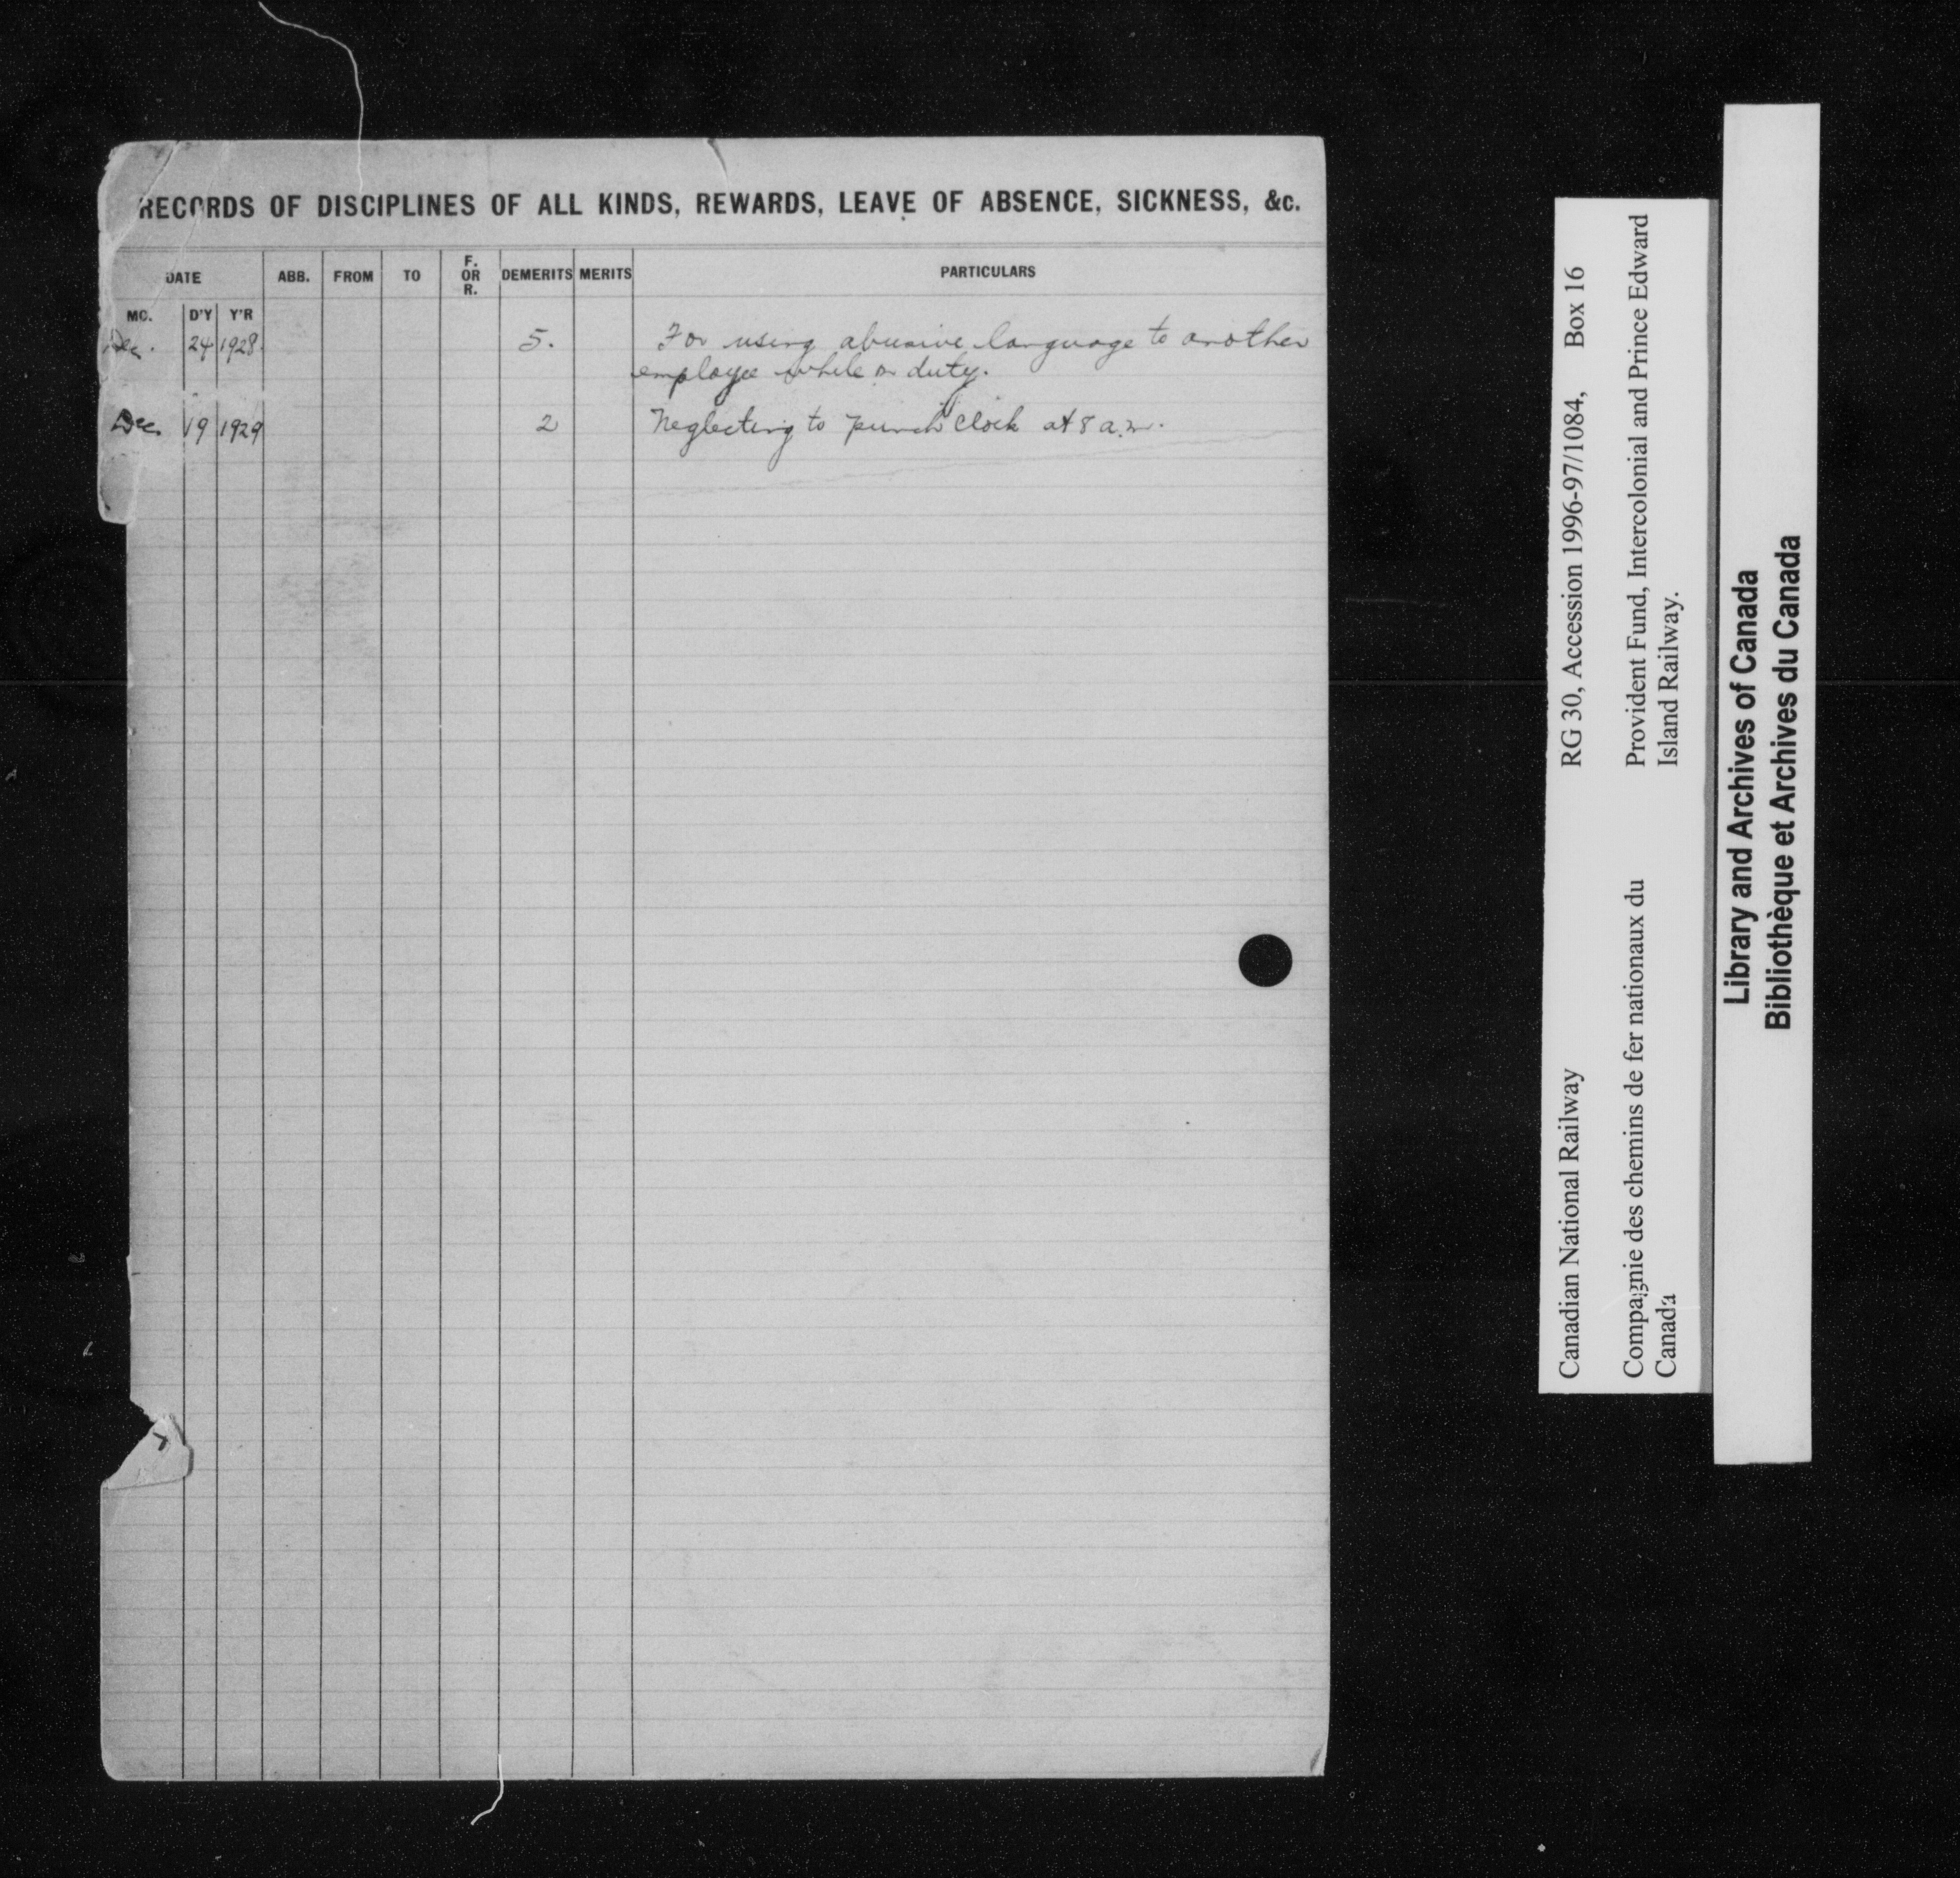 RECORDS OF DISCIPLINES OF ALL KINDS, REWARDS, LEAVE OF ABSENCE, SICKNESS, &c.
DATE ABB. FROM TO F. OR R. DEMERITS MERITS PARTICULARS
MO. D'Y Y'R
Dec. 24 1928. 5. For using abusive language to another
employee while on duty.
Dec. 19 1929 2 Neglecting to punch clock at 8 a.m.
Canadian National Railway RG 30, Accession 1996-97/1084, Box 16
Compagnie des chemins de fer nationaux du Provident Fund, Intercolonial and Prince Edward
Canada Island Railway.
Library and Archives of Canada
Bibliothèque et Archives du Canada